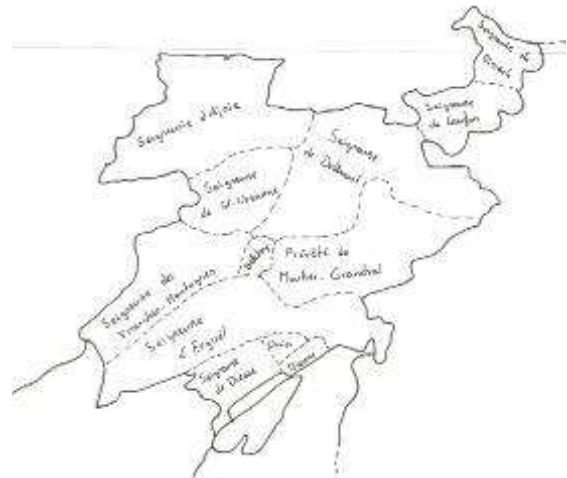 Seigneurie de
Seigneurie
de Laufon
Seigneurie d'Ajoie
Seigneurie
de Delémont
Seigneurie
de St-Ursanne
Prévôté de
Moutier-Grandval
Seigneurie des
Franches-Montagnes
Seigneurie
d'Erguel
Seigneurie
de Diesse
Bienne